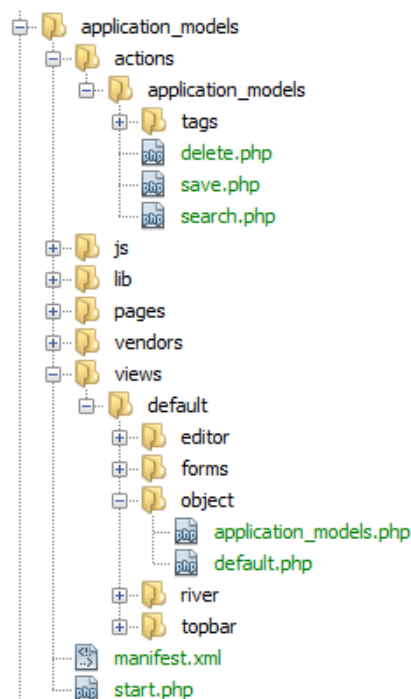 application_models
actions
application_models
tags
delete.php
save.php
search.php
js
lib
pages
vendors
views
default
editor
forms
object
application_models.php
default.php
river
topbar
manifest.xml
start.php